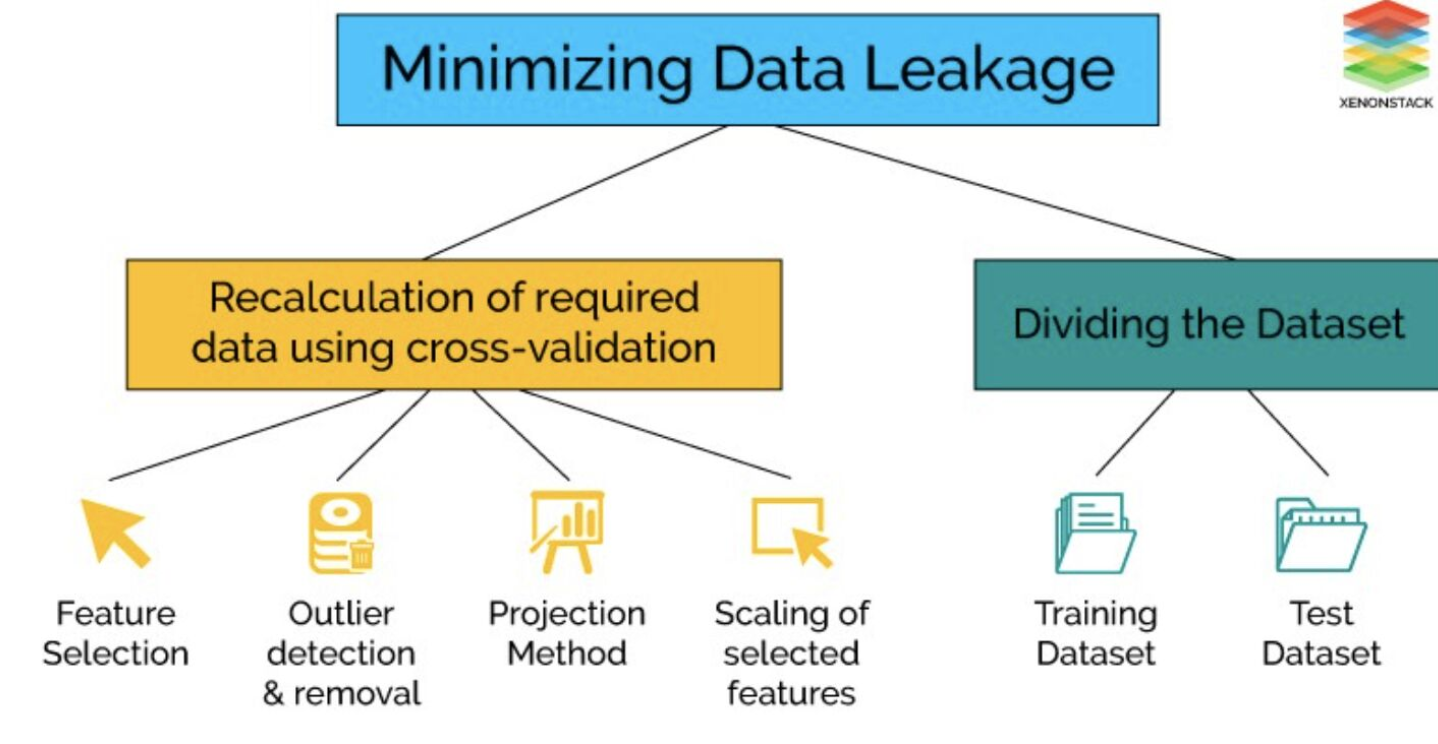 Minimizing Data Leakage
XENONSTACK
Recalculation of required
data using cross-validation
Dividing the Dataset
Feature
Selection
Outlier
detection
& removal
Projection
Method
Scaling of
selected
features
Training
Dataset
Test
Dataset